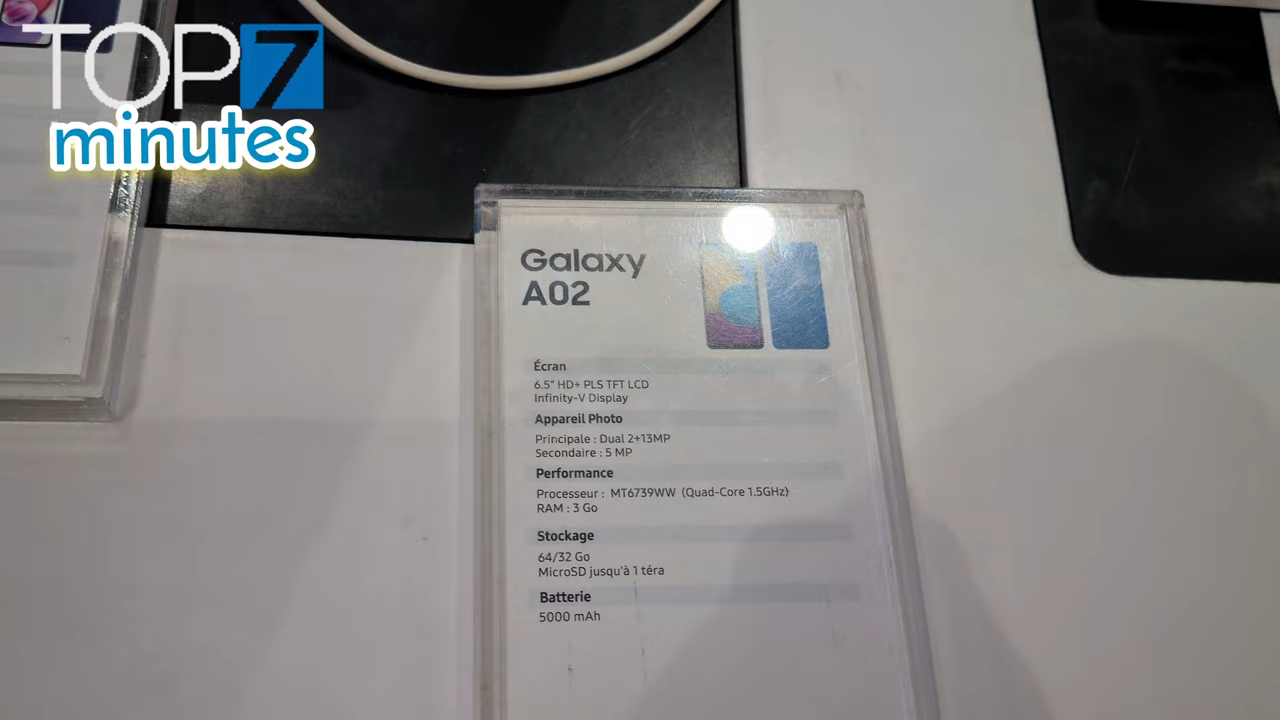 TOP7
minutes
Galaxy
A02
Écran
6.5" HD+ PLS TFT LCD
Infinity-V Display
Appareil Photo
Principale : Dual 2+13MP
Secondaire : 5 MP
Performance
Processeur : MT6739WW (Quad-Core 1.5GHz)
RAM : 3 Go
Stockage
64/32 Go
MicroSD jusqu'à 1 téra
Batterie
5000 mAh